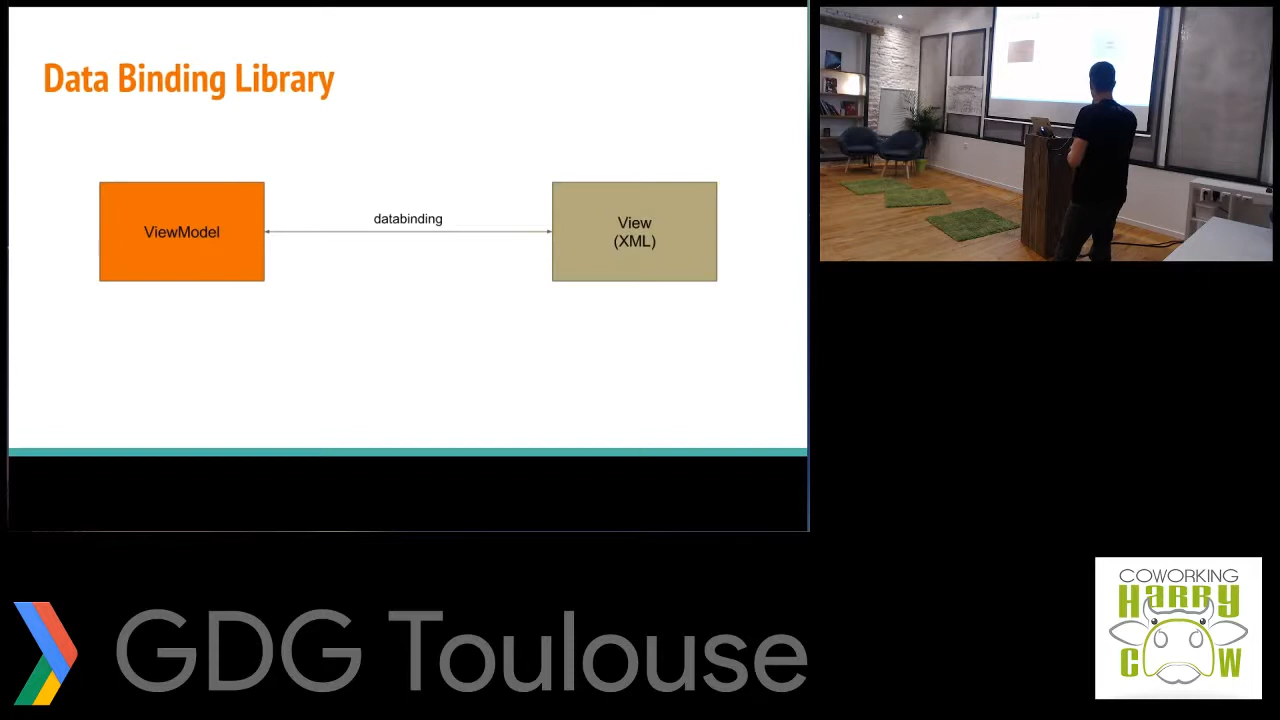 Data Binding Library
ViewModel
databinding
View
(XML)
GDG Toulouse
COWORKING
HaRRy
COW